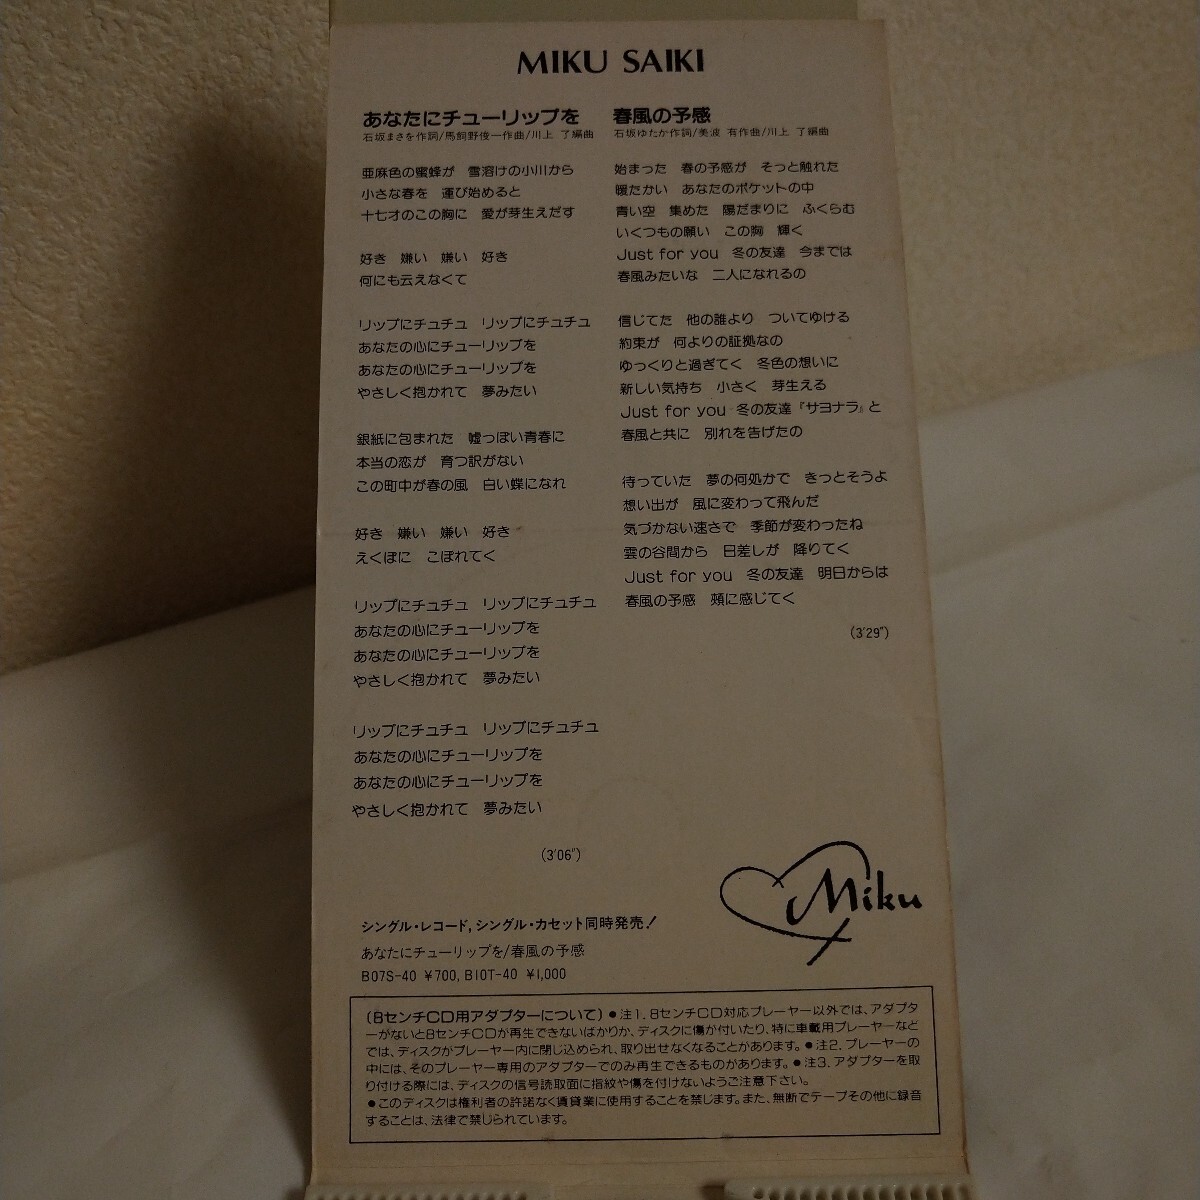 MIKU SAIKI
あなたにチューリップを
石坂まさを作詞/馬飼野俊一作曲/川上 了編曲
亜麻色の蜜蜂が 雪溶けの小川から
小さな春を 運び始めると
十七才のこの胸に 愛が芽生えだす
好き 嫌い 嫌い 好き
何にも云えなくて
リップにチュチュ リップにチュチュ
あなたの心にチューリップを
あなたの心にチューリップを
やさしく抱かれて 夢みたい
銀紙に包まれた 嘘っぽい青春に
本当の恋が 育つ訳がない
この町中が春の風 白い蝶になれ
好き 嫌い 嫌い 好き
えくぼに こぼれてく
リップにチュチュ リップにチュチュ
あなたの心にチューリップを
あなたの心にチューリップを
やさしく抱かれて 夢みたい
リップにチュチュ リップにチュチュ
あなたの心にチューリップを
あなたの心にチューリップを
やさしく抱かれて 夢みたい
(3'06")
春風の予感
石坂ゆたか作詞/美波 有作曲/川上 了編曲
始まった 春の予感が そっと触れた
暖たかい あなたのポケットの中
青い空 集めた 陽だまりに ふくらむ
いくつもの願い この胸 輝く
Just for you 冬の友達 今までは
春風みたいな 二人になれるの
信じてた 他の誰より ついてゆける
約束が 何よりの証拠なの
ゆっくりと過ぎてく 冬色の想いに
新しい気持ち 小さく 芽生える
Just for you 冬の友達『サヨナラ』と
春風と共に 別れを告げたの
待っていた 夢の何処かで きっとそうよ
想い出が 風に変わって飛んだ
気づかない速さで 季節が変わったね
雲の谷間から 日差しが 降りてく
Just for you 冬の友達 明日からは
春風の予感 頬に感じてく
(3'29")
Miku
シングル・レコード,シングル・カセット同時発売!
あなたにチューリップを/春風の予感
B07S-40 ¥700, B10T-40 ¥1,000
(8センチCD用アダプターについて) ●注1. 8センチCD対応プレーヤー以外では、アダプタ
ーがないと8センチCDが再生できないばかりか、ディスクに傷が付いたり、特に車載用プレーヤーなど
では、ディスクがプレーヤー内に閉じ込められ、取り出せなくなることがあります。●注2. プレーヤーの
中には、そのプレーヤー専用のアダプターでのみ再生できるものがあります。●注3. アダプターを取
り付ける際には、ディスクの信号読取面に指紋や傷を付けないようご注意下さい。
●このディスクは権利者の許諾なく賃貸業に使用することを禁じます。また、無断でテープその他に録音
することは、法律で禁じられています。